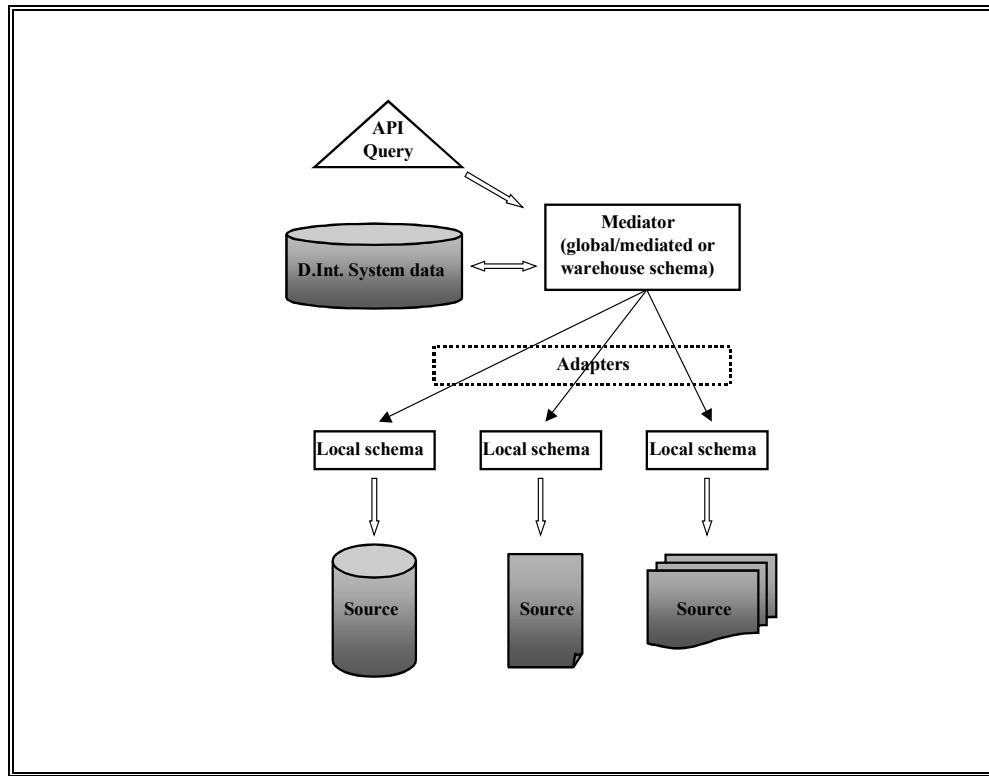 API
Query
Mediator
(global/mediated or
warehouse schema)
D.Int. System data
Adapters
Local schema
Local schema
Local schema
Source
Source
Source